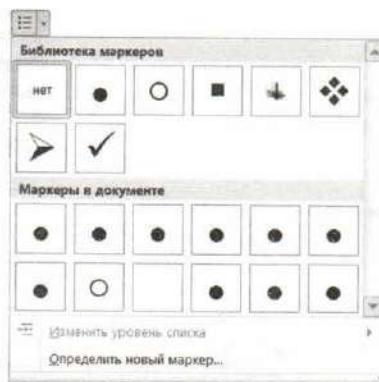 Библиотека маркеров
нет
Маркеры в документе
Изменить уровень списка
Определить новый маркер...